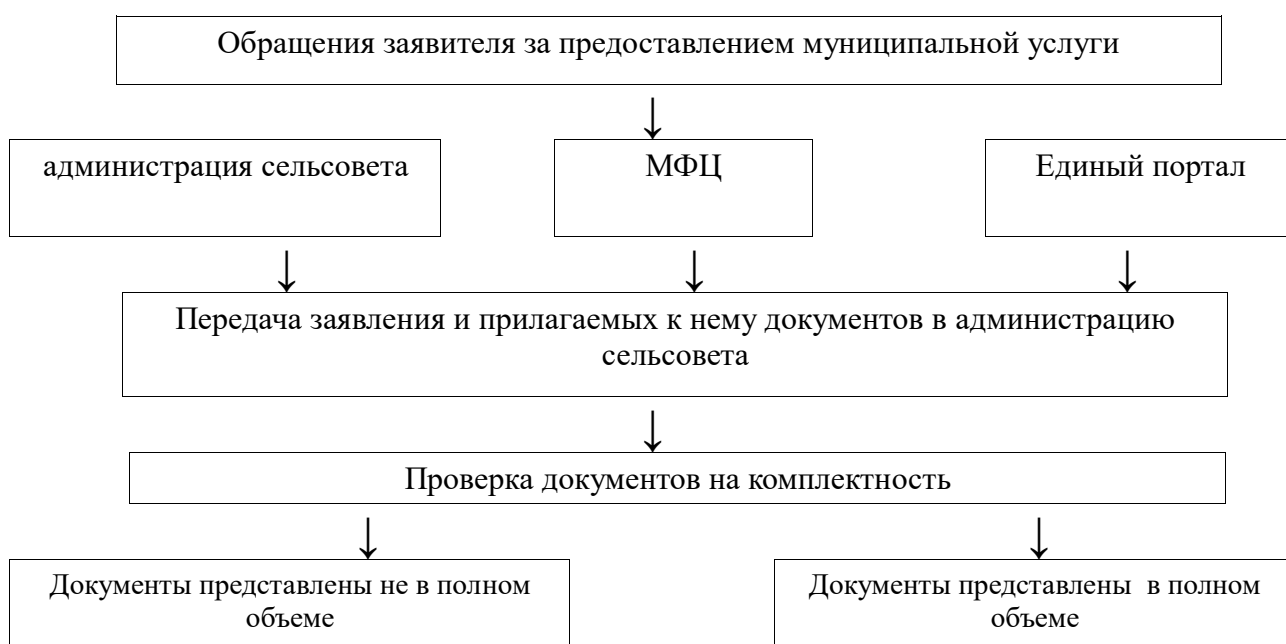 Обращения заявителя за предоставлением муниципальной услуги
администрация сельсовета
МФЦ
Единый портал
Передача заявления и прилагаемых к нему документов в администрацию
сельсовета
Проверка документов на комплектность
Документы представлены не в полном
объеме
Документы представлены в полном
объеме